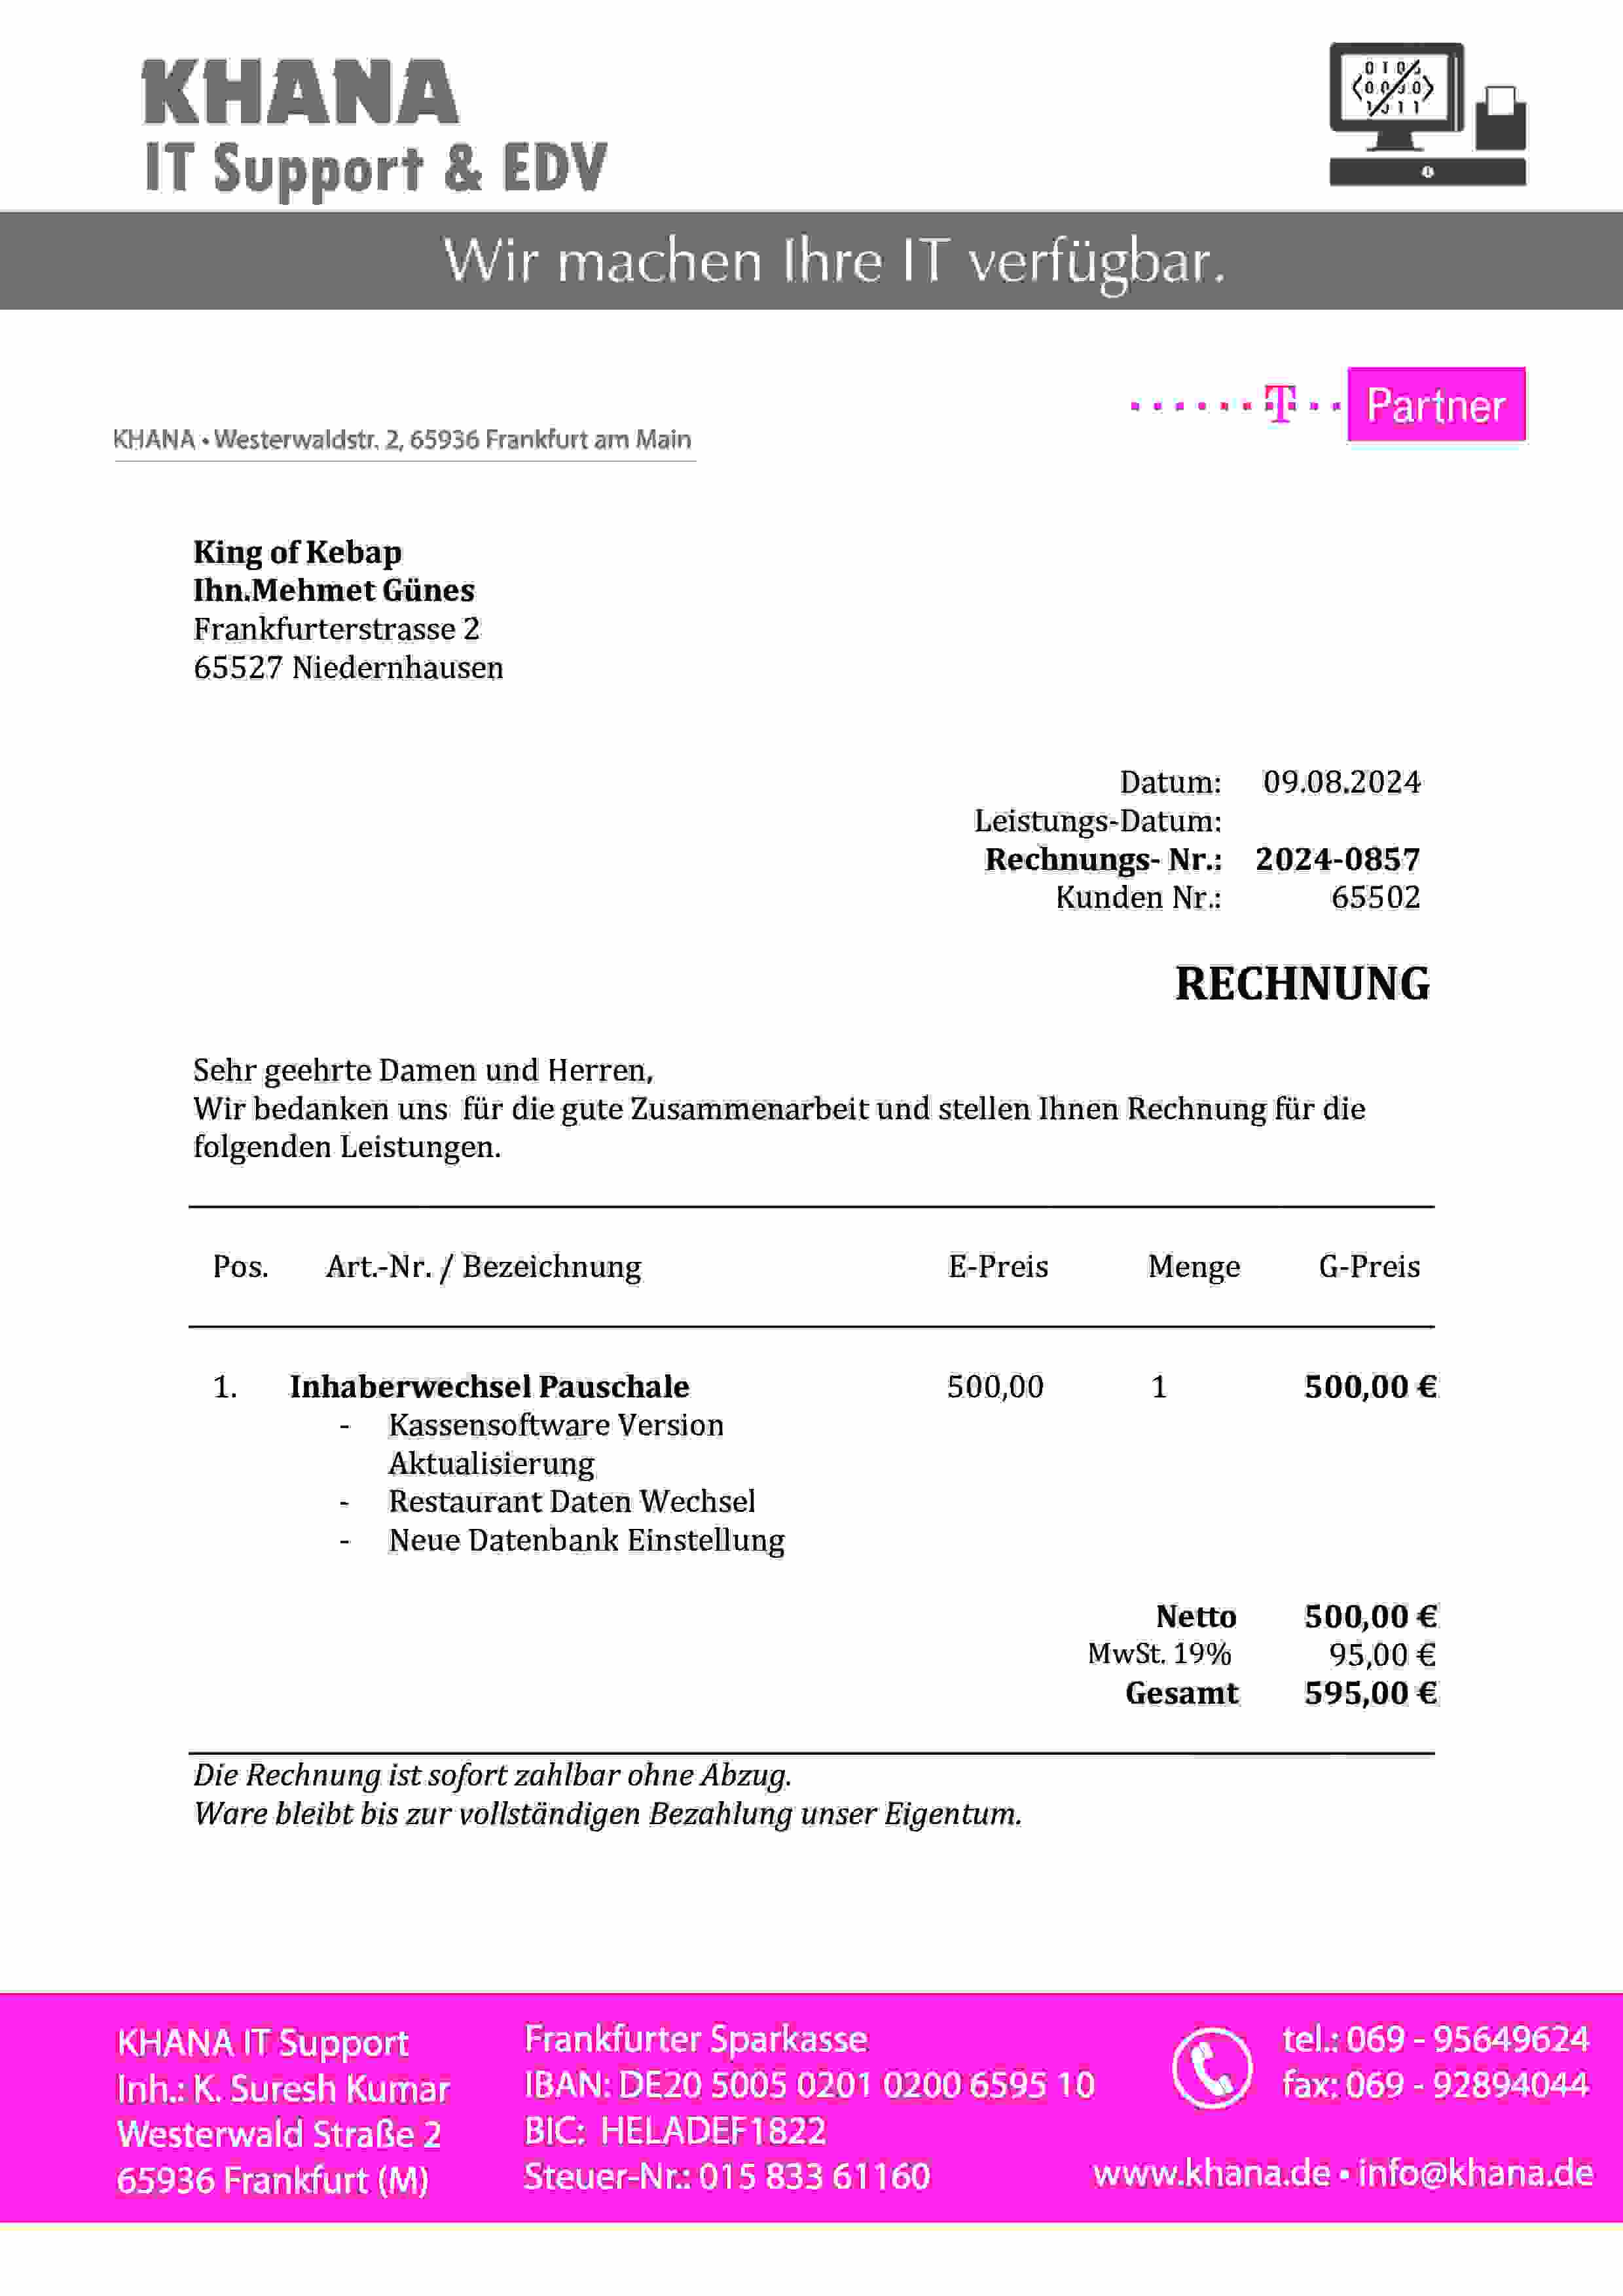 KHANA
IT Support & EDV
Wir machen Ihre IT verfügbar.
T Partner
KHANA • Westerwaldstr. 2, 65936 Frankfurt am Main
King of Kebap
Ihn.Mehmet Günes
Frankfurterstrasse 2
65527 Niedernhausen
Datum: 09.08.2024
Leistungs-Datum:
Rechnungs- Nr.: 2024-0857
Kunden Nr.: 65502
RECHNUNG
Sehr geehrte Damen und Herren,
Wir bedanken uns für die gute Zusammenarbeit und stellen Ihnen Rechnung für die
folgenden Leistungen.
Pos. Art.-Nr. / Bezeichnung E-Preis Menge G-Preis
1. Inhaberwechsel Pauschale 500,00 1 500,00 €
- Kassensoftware Version
Aktualisierung
- Restaurant Daten Wechsel
- Neue Datenbank Einstellung
Netto 500,00 €
MwSt. 19% 95,00 €
Gesamt 595,00 €
Die Rechnung ist sofort zahlbar ohne Abzug.
Ware bleibt bis zur vollständigen Bezahlung unser Eigentum.
KHANA IT Support
Inh.: K. Suresh Kumar
Westerwald Straße 2
65936 Frankfurt (M)
Frankfurter Sparkasse
IBAN: DE20 5005 0201 0200 6595 10
BIC: HELADEF1822
Steuer-Nr.: 015 833 61160
tel.: 069 - 95649624
fax: 069 - 92894044
www.khana.de • info@khana.de